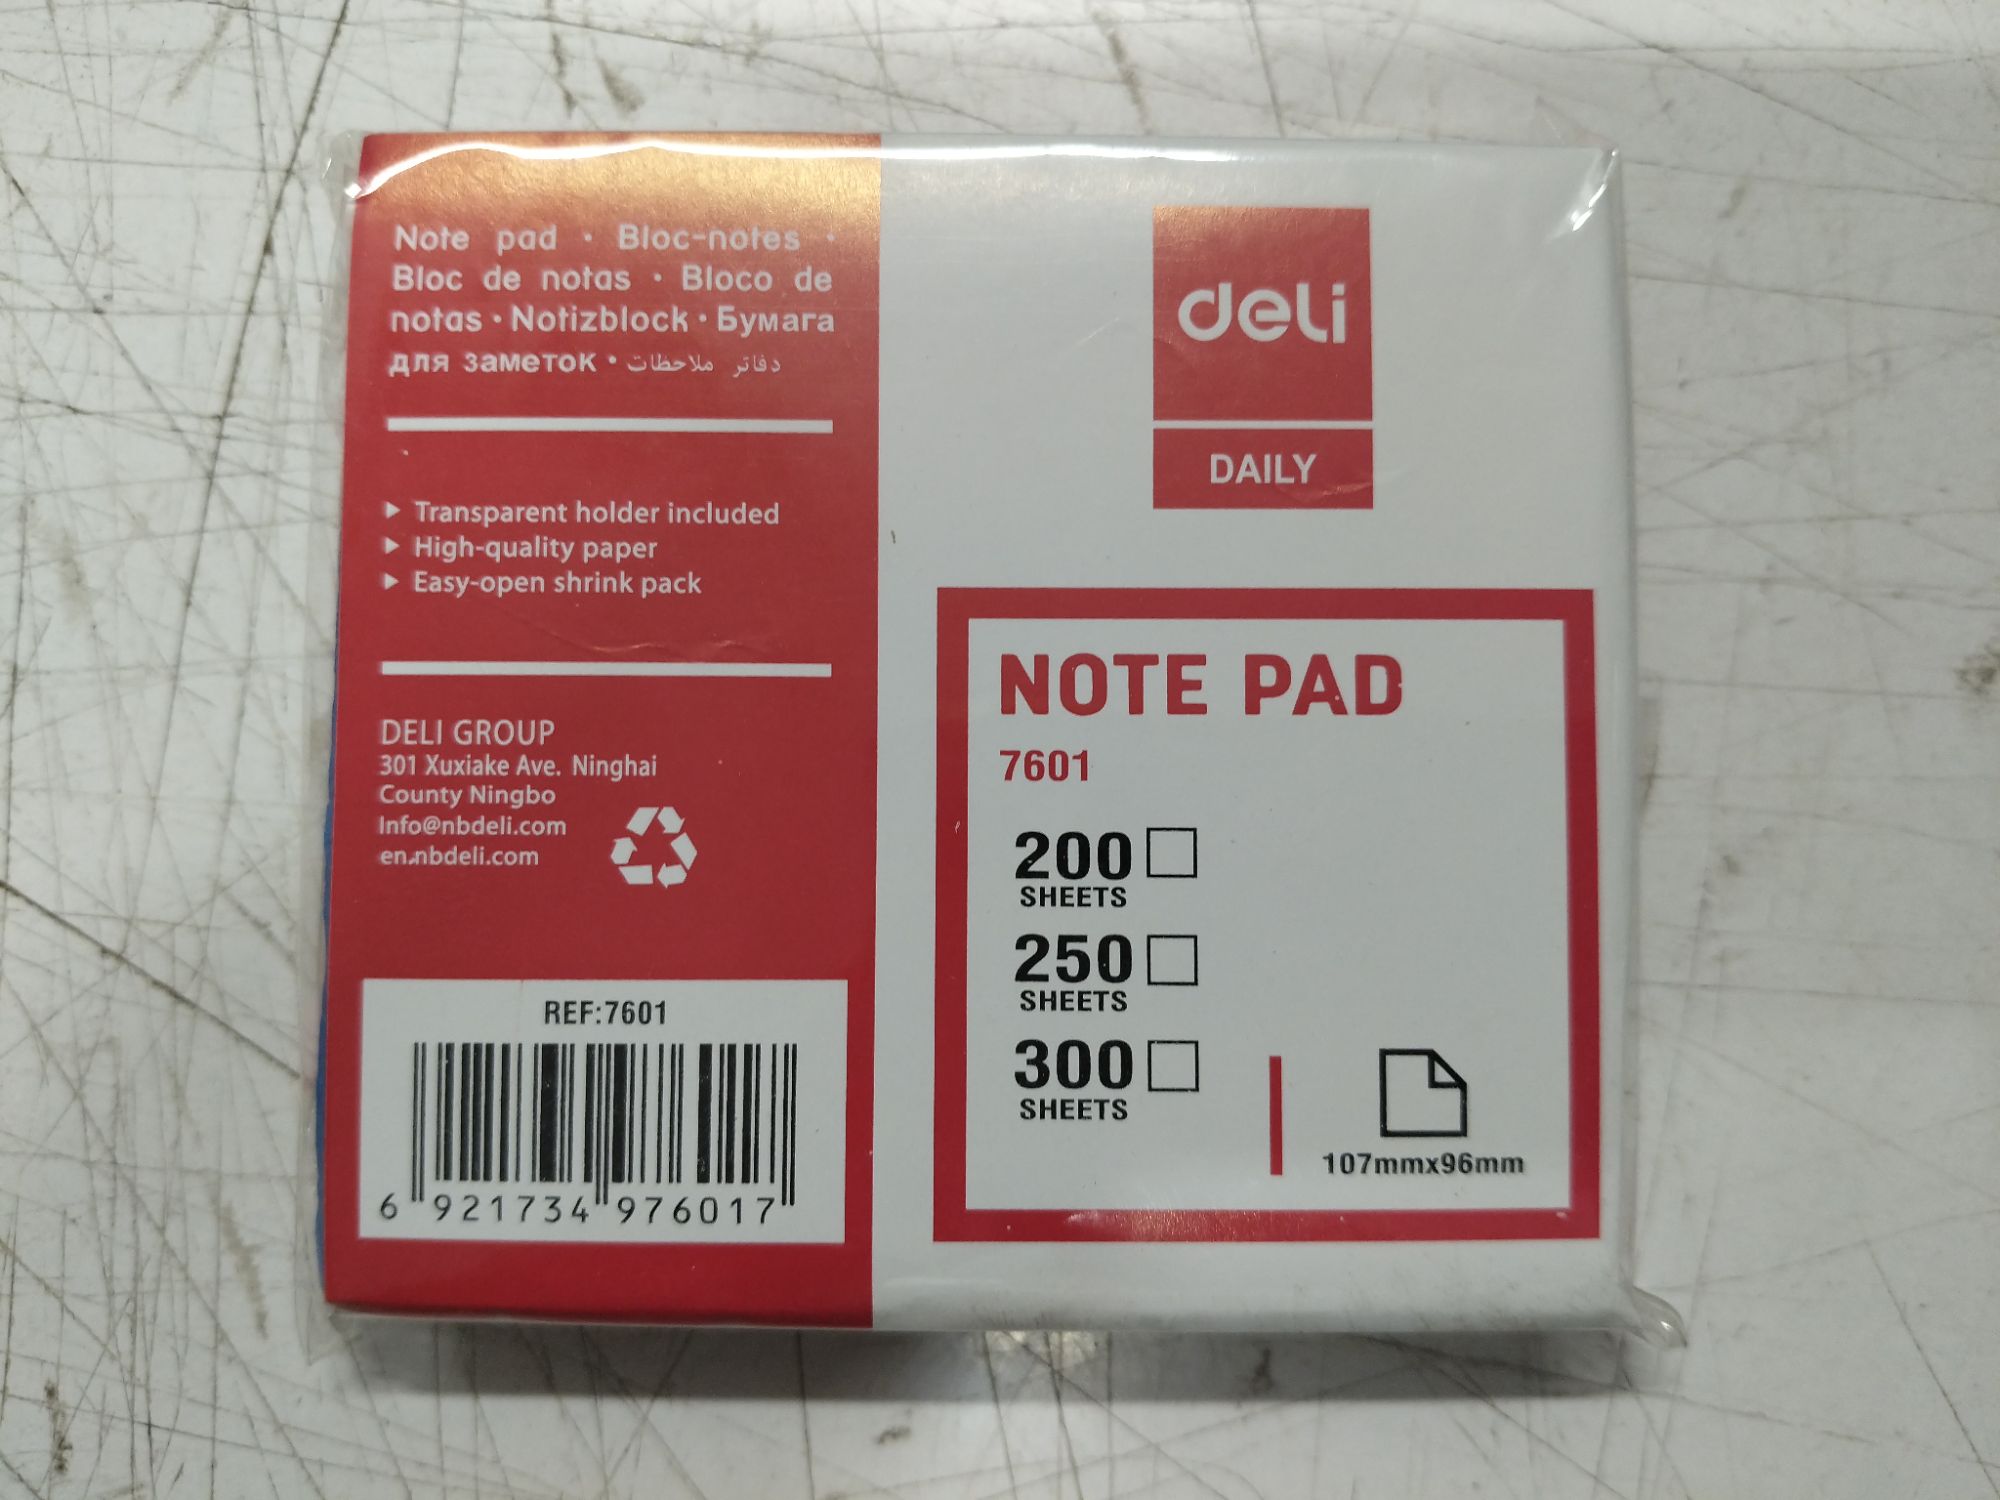 Note pad · Bloc-notes ·
Bloc de notas · Bloco de
notas · Notizblock · Бумага
для заметок · دفاتر ملاحظات
Transparent holder included
High-quality paper
Easy-open shrink pack
DELI GROUP
301 Xuxiake Ave. Ninghai
County Ningbo
Info@nbdeli.com
en.nbdeli.com
REF:7601
6 921734 976017
deli
DAILY
NOTE PAD
7601
200
SHEETS
250
SHEETS
300
SHEETS
107mmx96mm